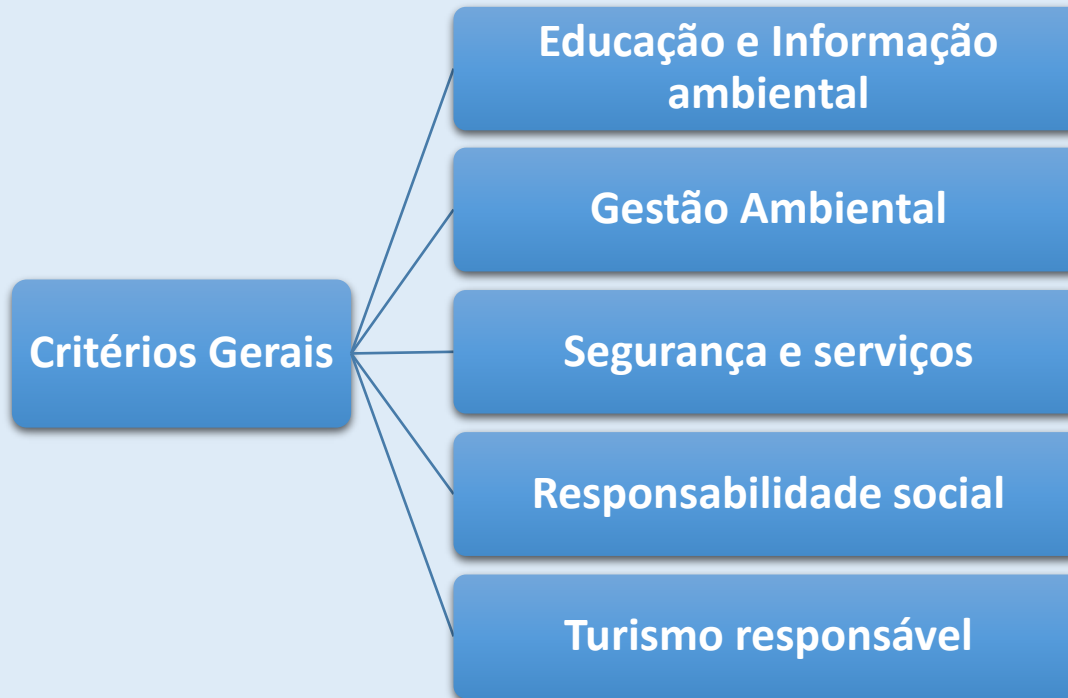 Critérios Gerais
Educação e Informação
ambiental
Gestão Ambiental
Segurança e serviços
Responsabilidade social
Turismo responsável